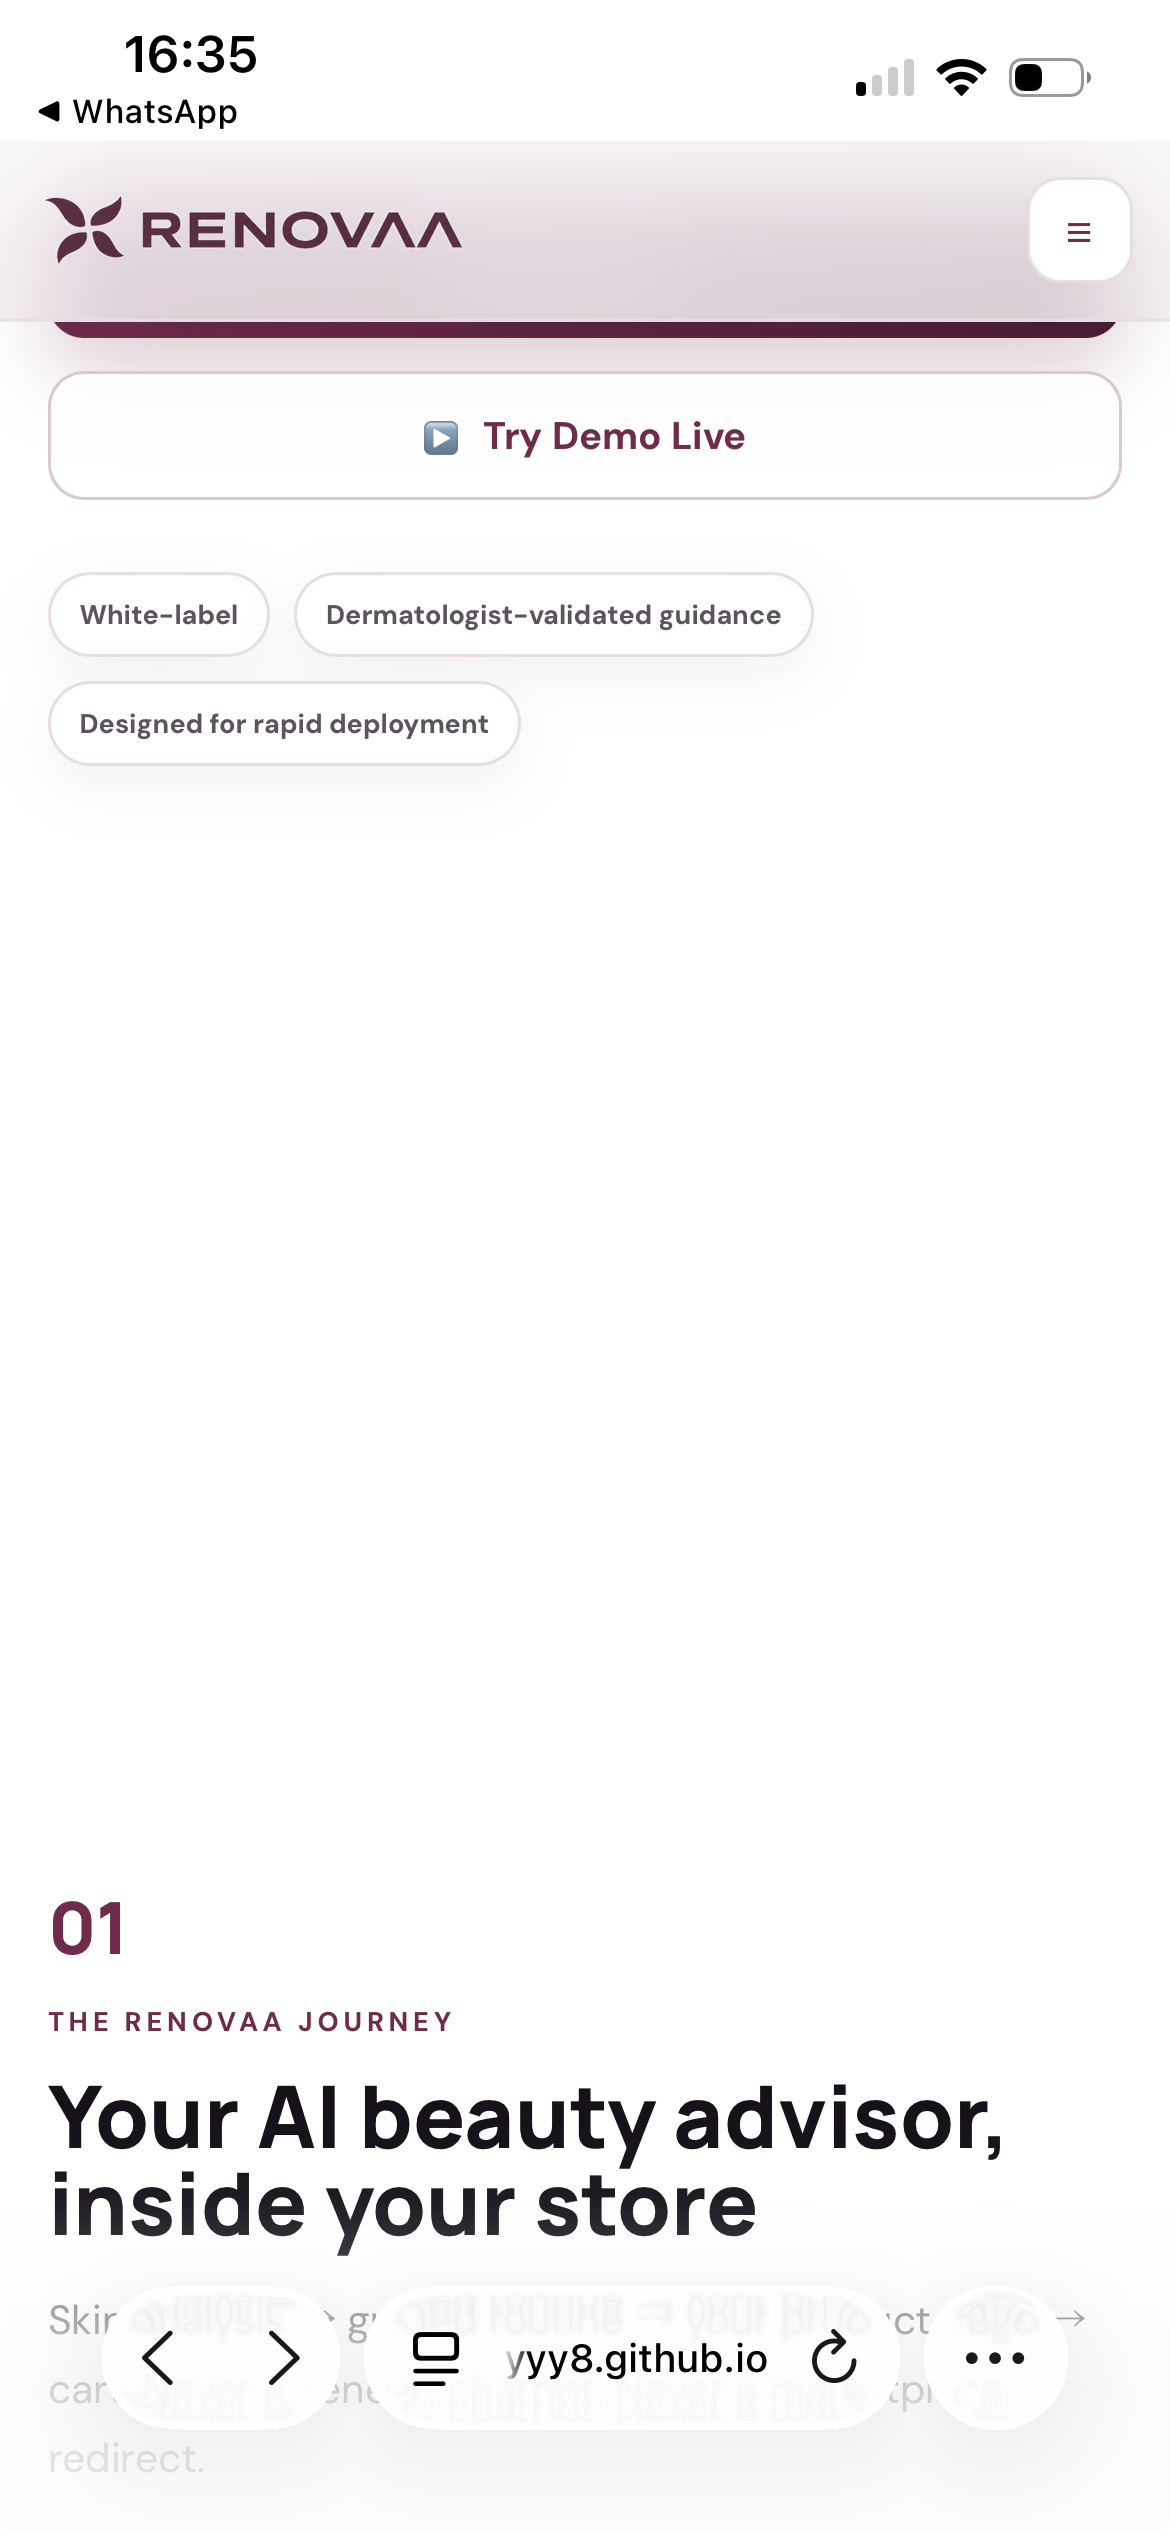 16:35
WhatsApp
RENOVAA
Try Demo Live
White-label
Dermatologist-validated guidance
Designed for rapid deployment
01
THE RENOVAA JOURNEY
Your AI beauty advisor,
inside your store
yyy8.github.io
redirect.